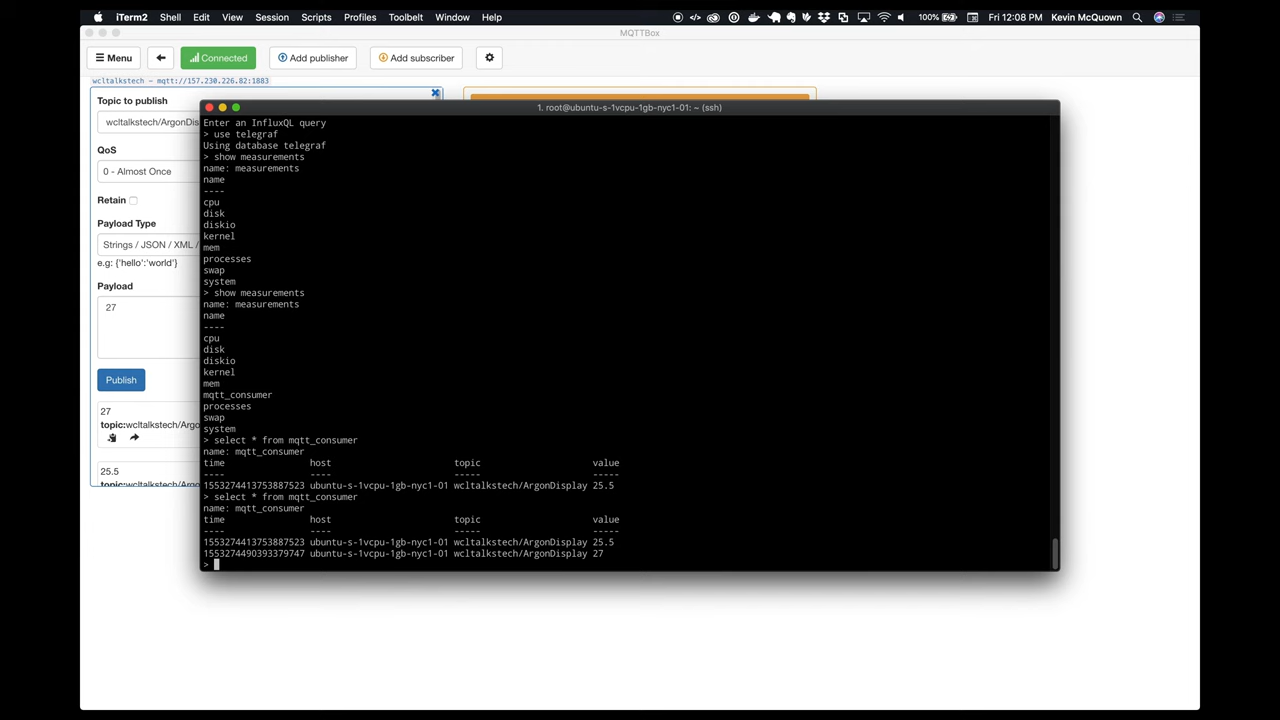 iTerm2 Shell Edit View Session Scripts Profiles Toolbelt Window Help 100% Fri 12:08 PM Kevin McQuown
MQTTBox
Menu Connected Add publisher Add subscriber
wcltalkstech - mqtt://157.230.226.82:1883
Topic to publish
wcltalkstech/ArgonDis
QoS
0 - Almost Once
Retain
Payload Type
Strings / JSON / XML /
e.g: {'hello':'world'}
Payload
27
Publish
27
topic:wcltalkstech/Argo
25.5
topic:wcltalkstech/Argo
1. root@ubuntu-s-1vcpu-1gb-nyc1-01: ~ (ssh)
Enter an InfluxQL query
> use telegraf
Using database telegraf
> show measurements
name: measurements
name
----
cpu
disk
diskio
kernel
mem
processes
swap
system
> show measurements
name: measurements
name
----
cpu
disk
diskio
kernel
mem
mqtt_consumer
processes
swap
system
> select * from mqtt_consumer
name: mqtt_consumer
time host topic value
---- ---- ----- -----
1553274413753887523 ubuntu-s-1vcpu-1gb-nyc1-01 wcltalkstech/ArgonDisplay 25.5
> select * from mqtt_consumer
name: mqtt_consumer
time host topic value
---- ---- ----- -----
1553274413753887523 ubuntu-s-1vcpu-1gb-nyc1-01 wcltalkstech/ArgonDisplay 25.5
1553274490393379747 ubuntu-s-1vcpu-1gb-nyc1-01 wcltalkstech/ArgonDisplay 27
>